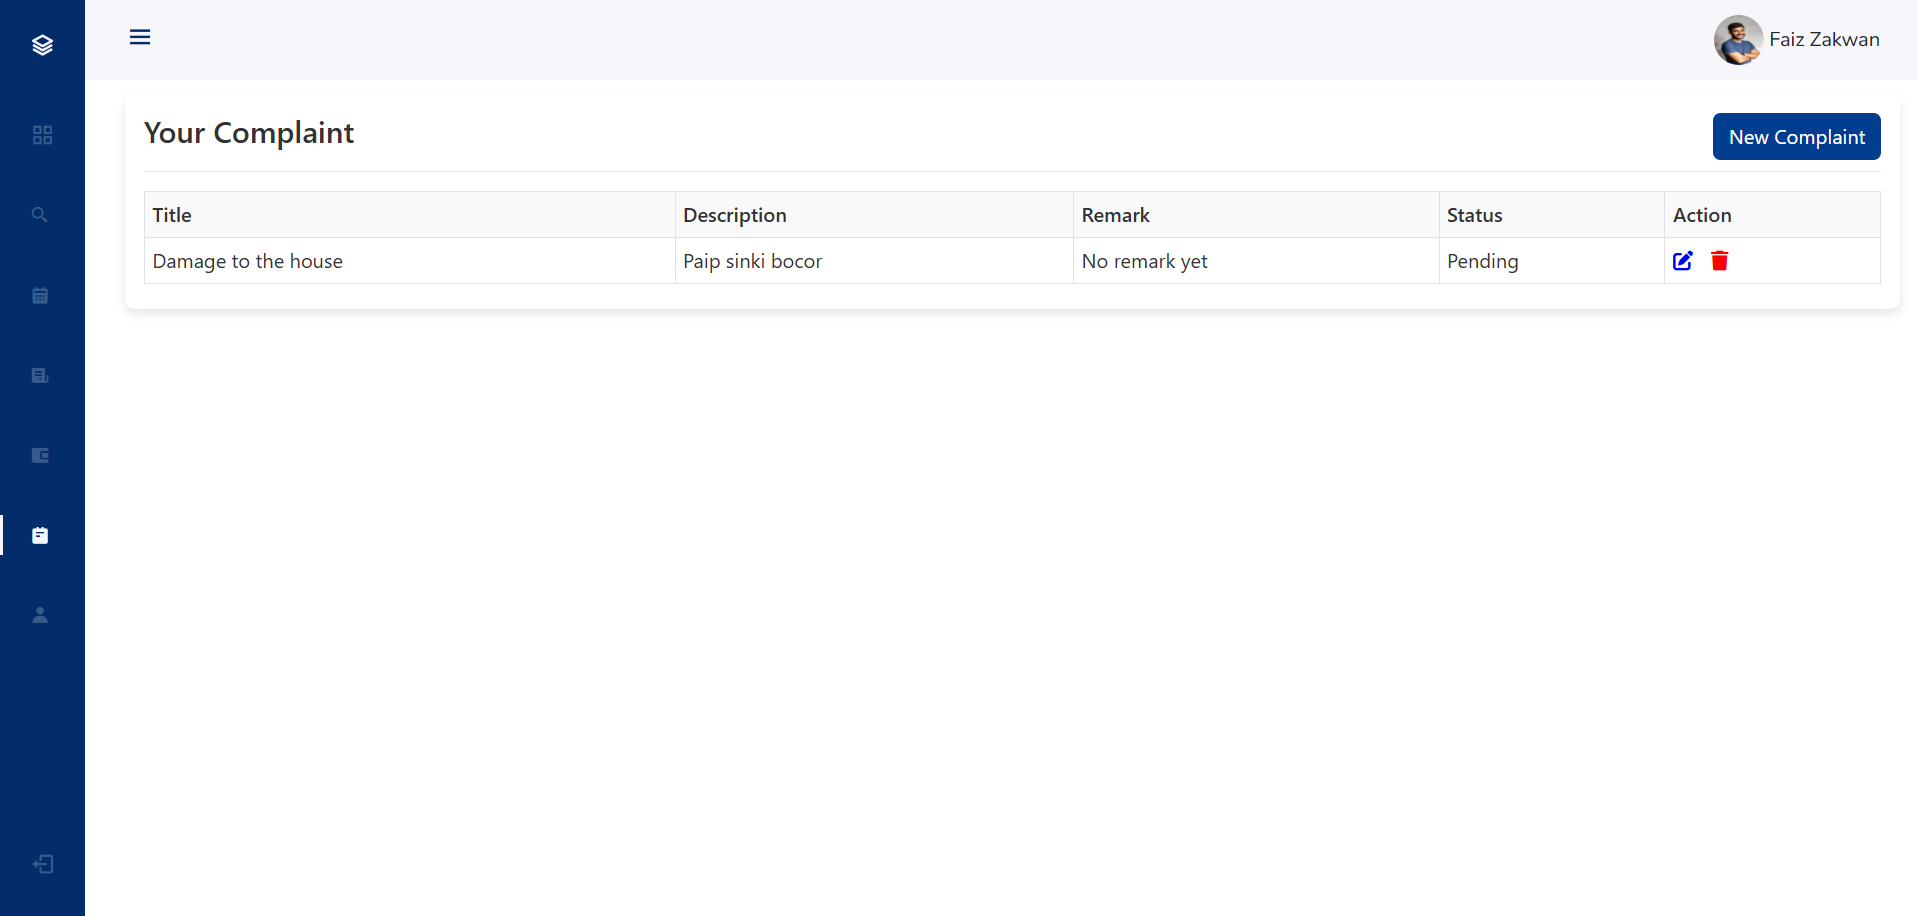 Faiz Zakwan
Your Complaint
New Complaint
Title Description Remark Status Action
Damage to the house Paip sinki bocor No remark yet Pending